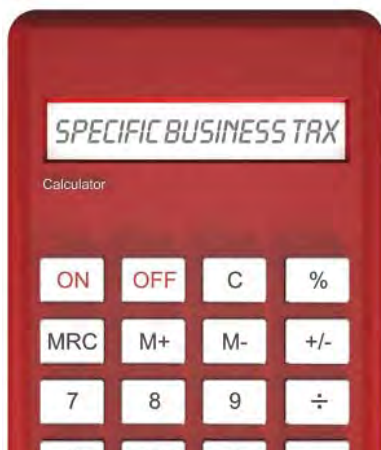 SPECIFIC BUSINESS TAX
Calculator
ON OFF C %
MRC M+ M- +/-
7 8 9 ÷